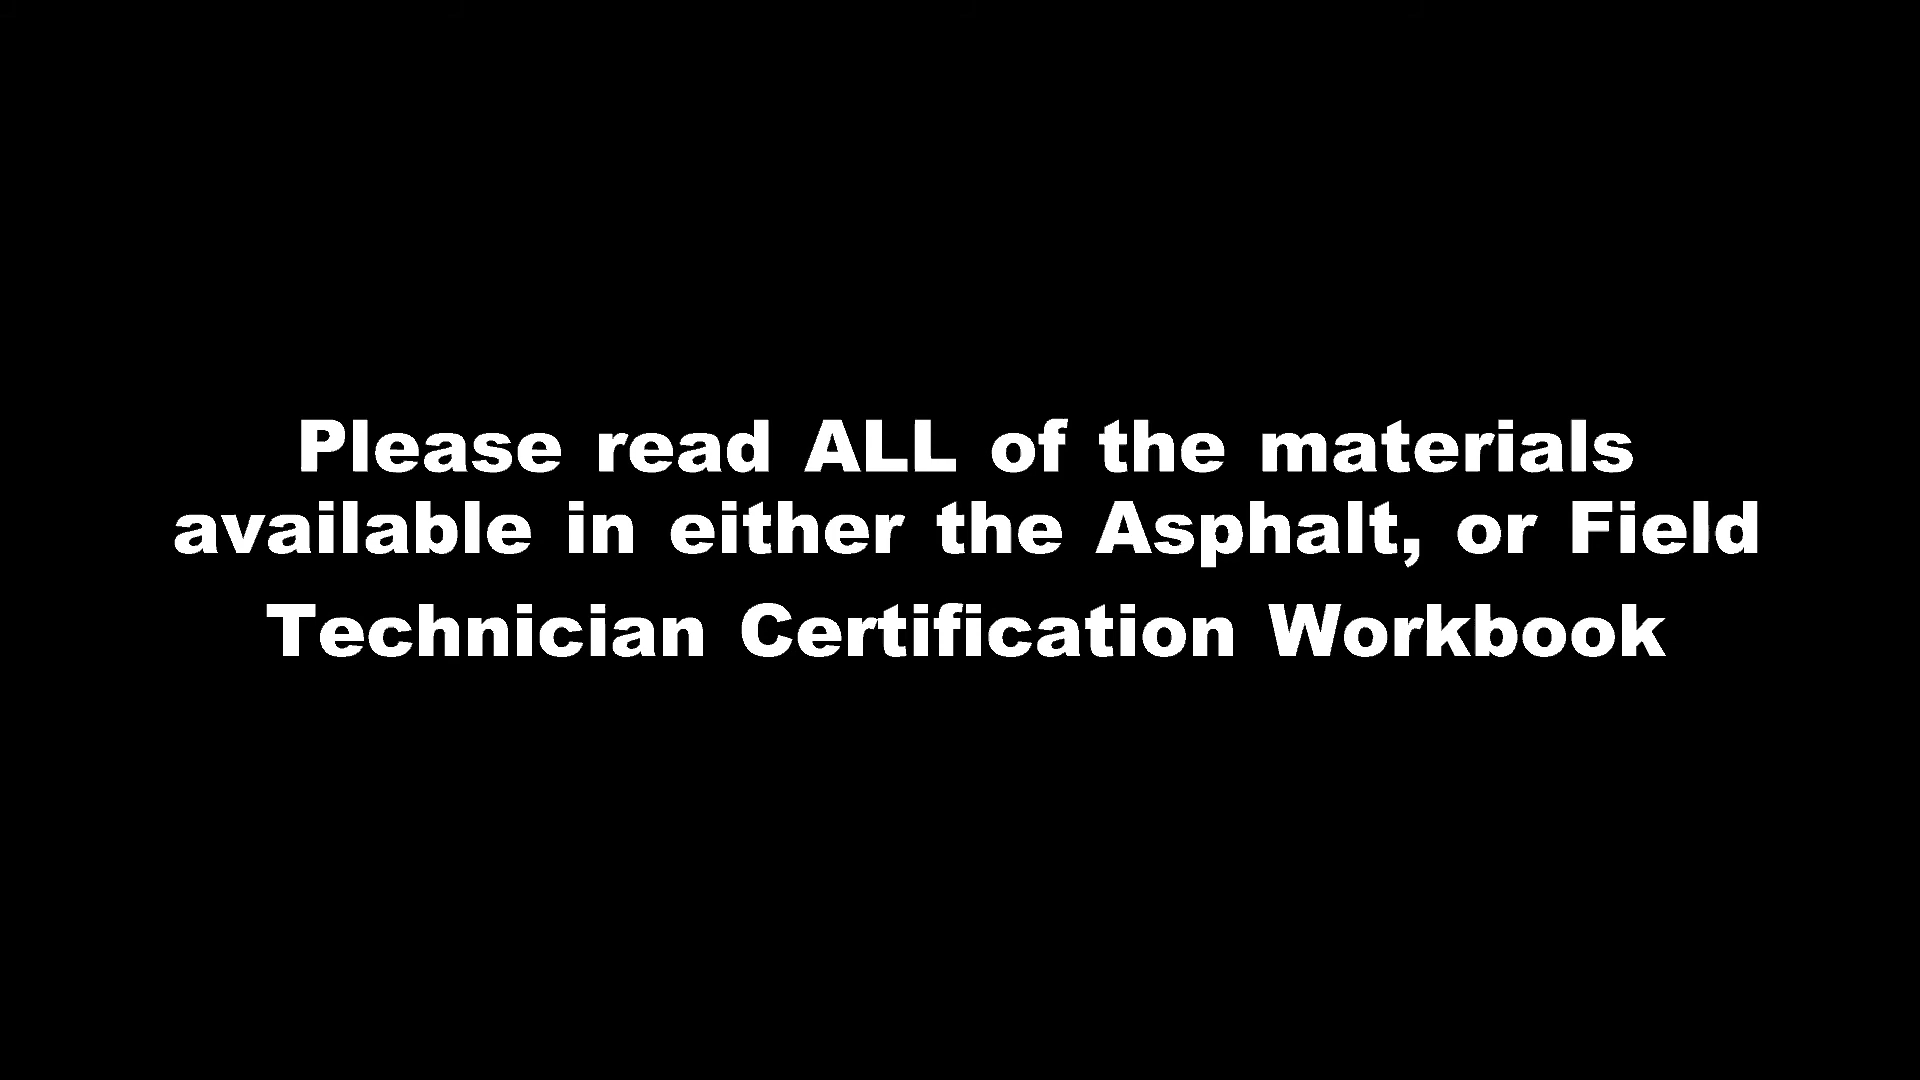 Please read ALL of the materials
available in either the Asphalt, or Field
Technician Certification Workbook